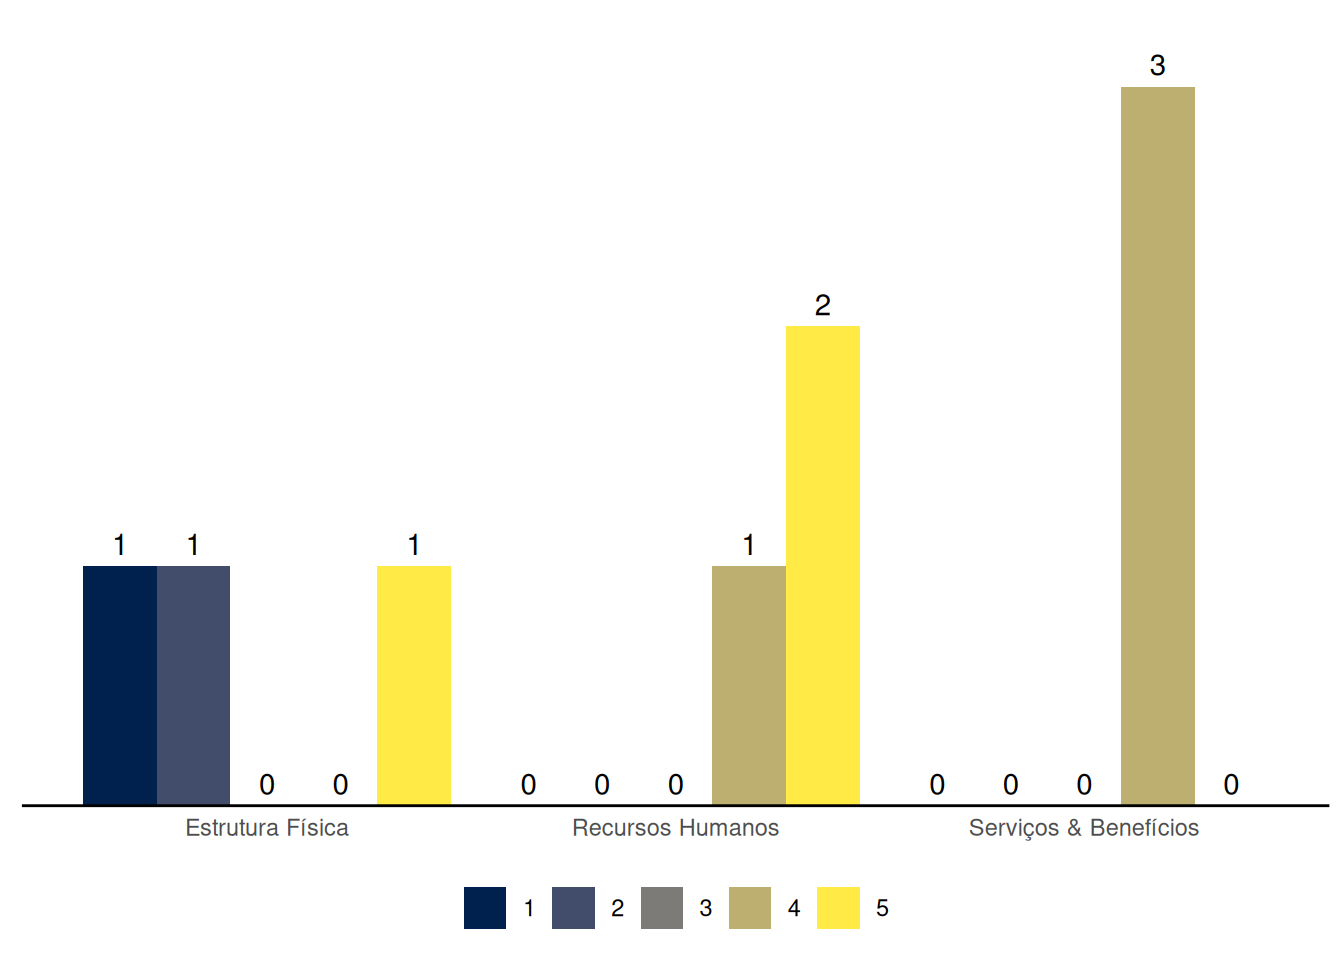 3
2
1 1 1 1
0 0 0 0 0 0 0 0 0
Estrutura Física Recursos Humanos Serviços & Benefícios
1 2 3 4 5